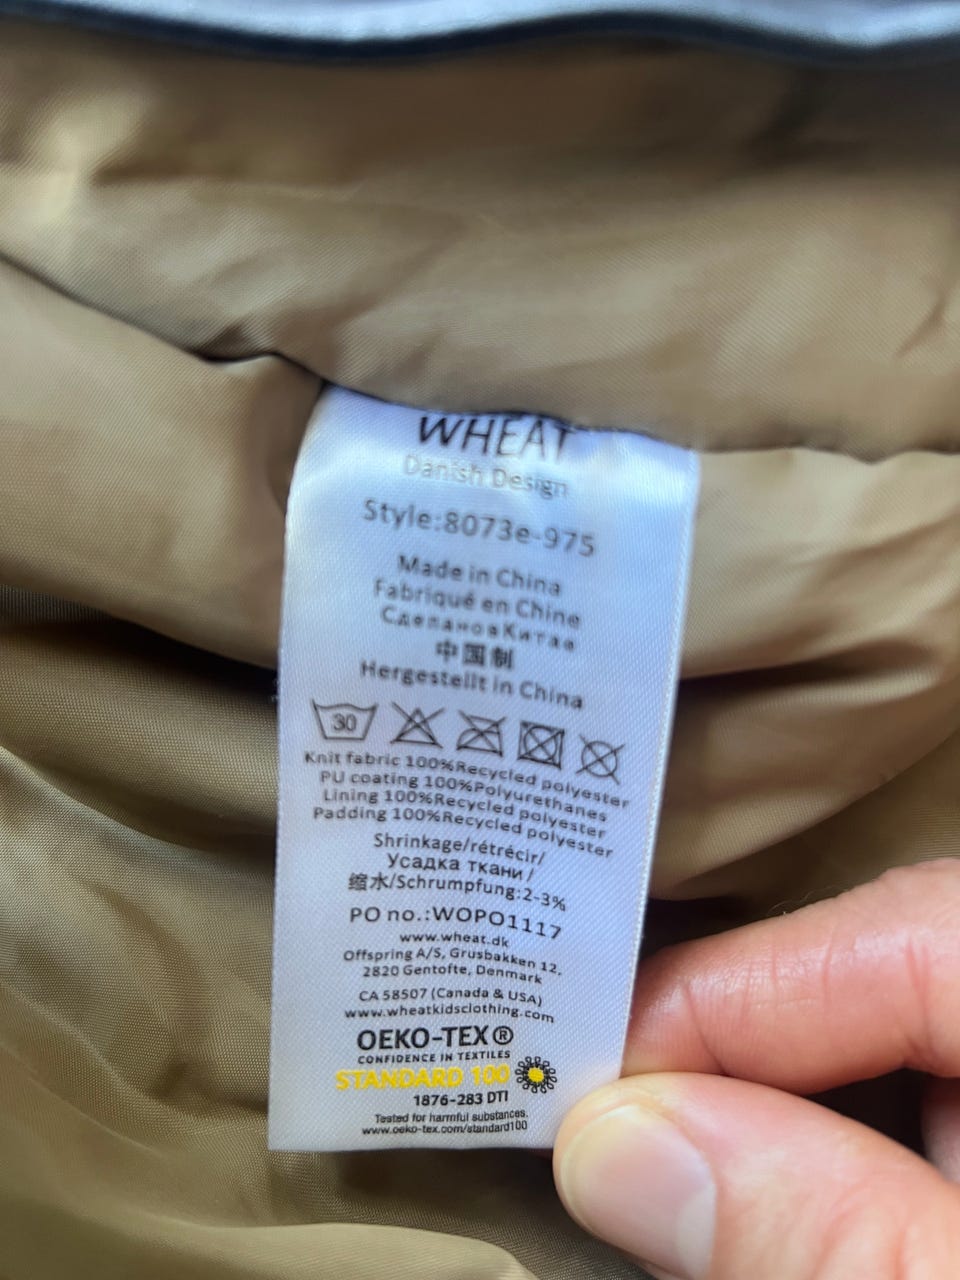 WHEAT
Danish Design
Style:8073e-975
Made in China
Fabriqué en Chine
Сделано в Китае
中国制
Hergestellt in China
30
Knit fabric 100%Recycled polyester
PU coating 100%Polyurethanes
Lining 100%Recycled polyester
Padding 100%Recycled polyester
Shrinkage/rétrécir/
Усадка ткани /
缩水/Schrumpfung:2-3%
PO no.:WOPO1117
www.wheat.dk
Offspring A/S, Grusbakken 12,
2820 Gentofte, Denmark
CA 58507 (Canada & USA)
www.wheatkidsclothing.com
OEKO-TEX®
CONFIDENCE IN TEXTILES
STANDARD 100
1876-283 DTI
Tested for harmful substances.
www.oeko-tex.com/standard100